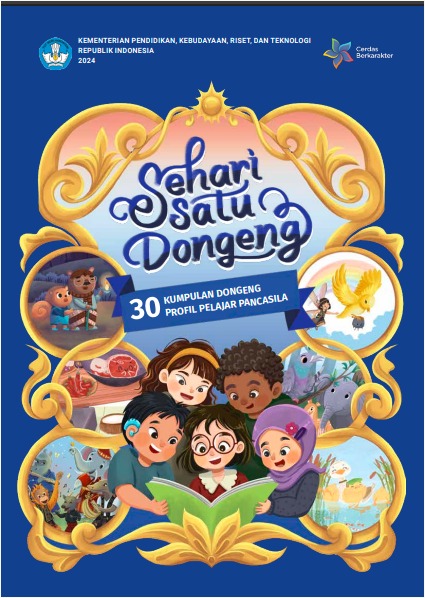 KEMENTERIAN PENDIDIKAN, KEBUDAYAAN, RISET, DAN TEKNOLOGI
REPUBLIK INDONESIA
2024
Cerdas
Berkarakter
Sehari
Satu
Dongeng
30 KUMPULAN DONGENG
PROFIL PELAJAR PANCASILA